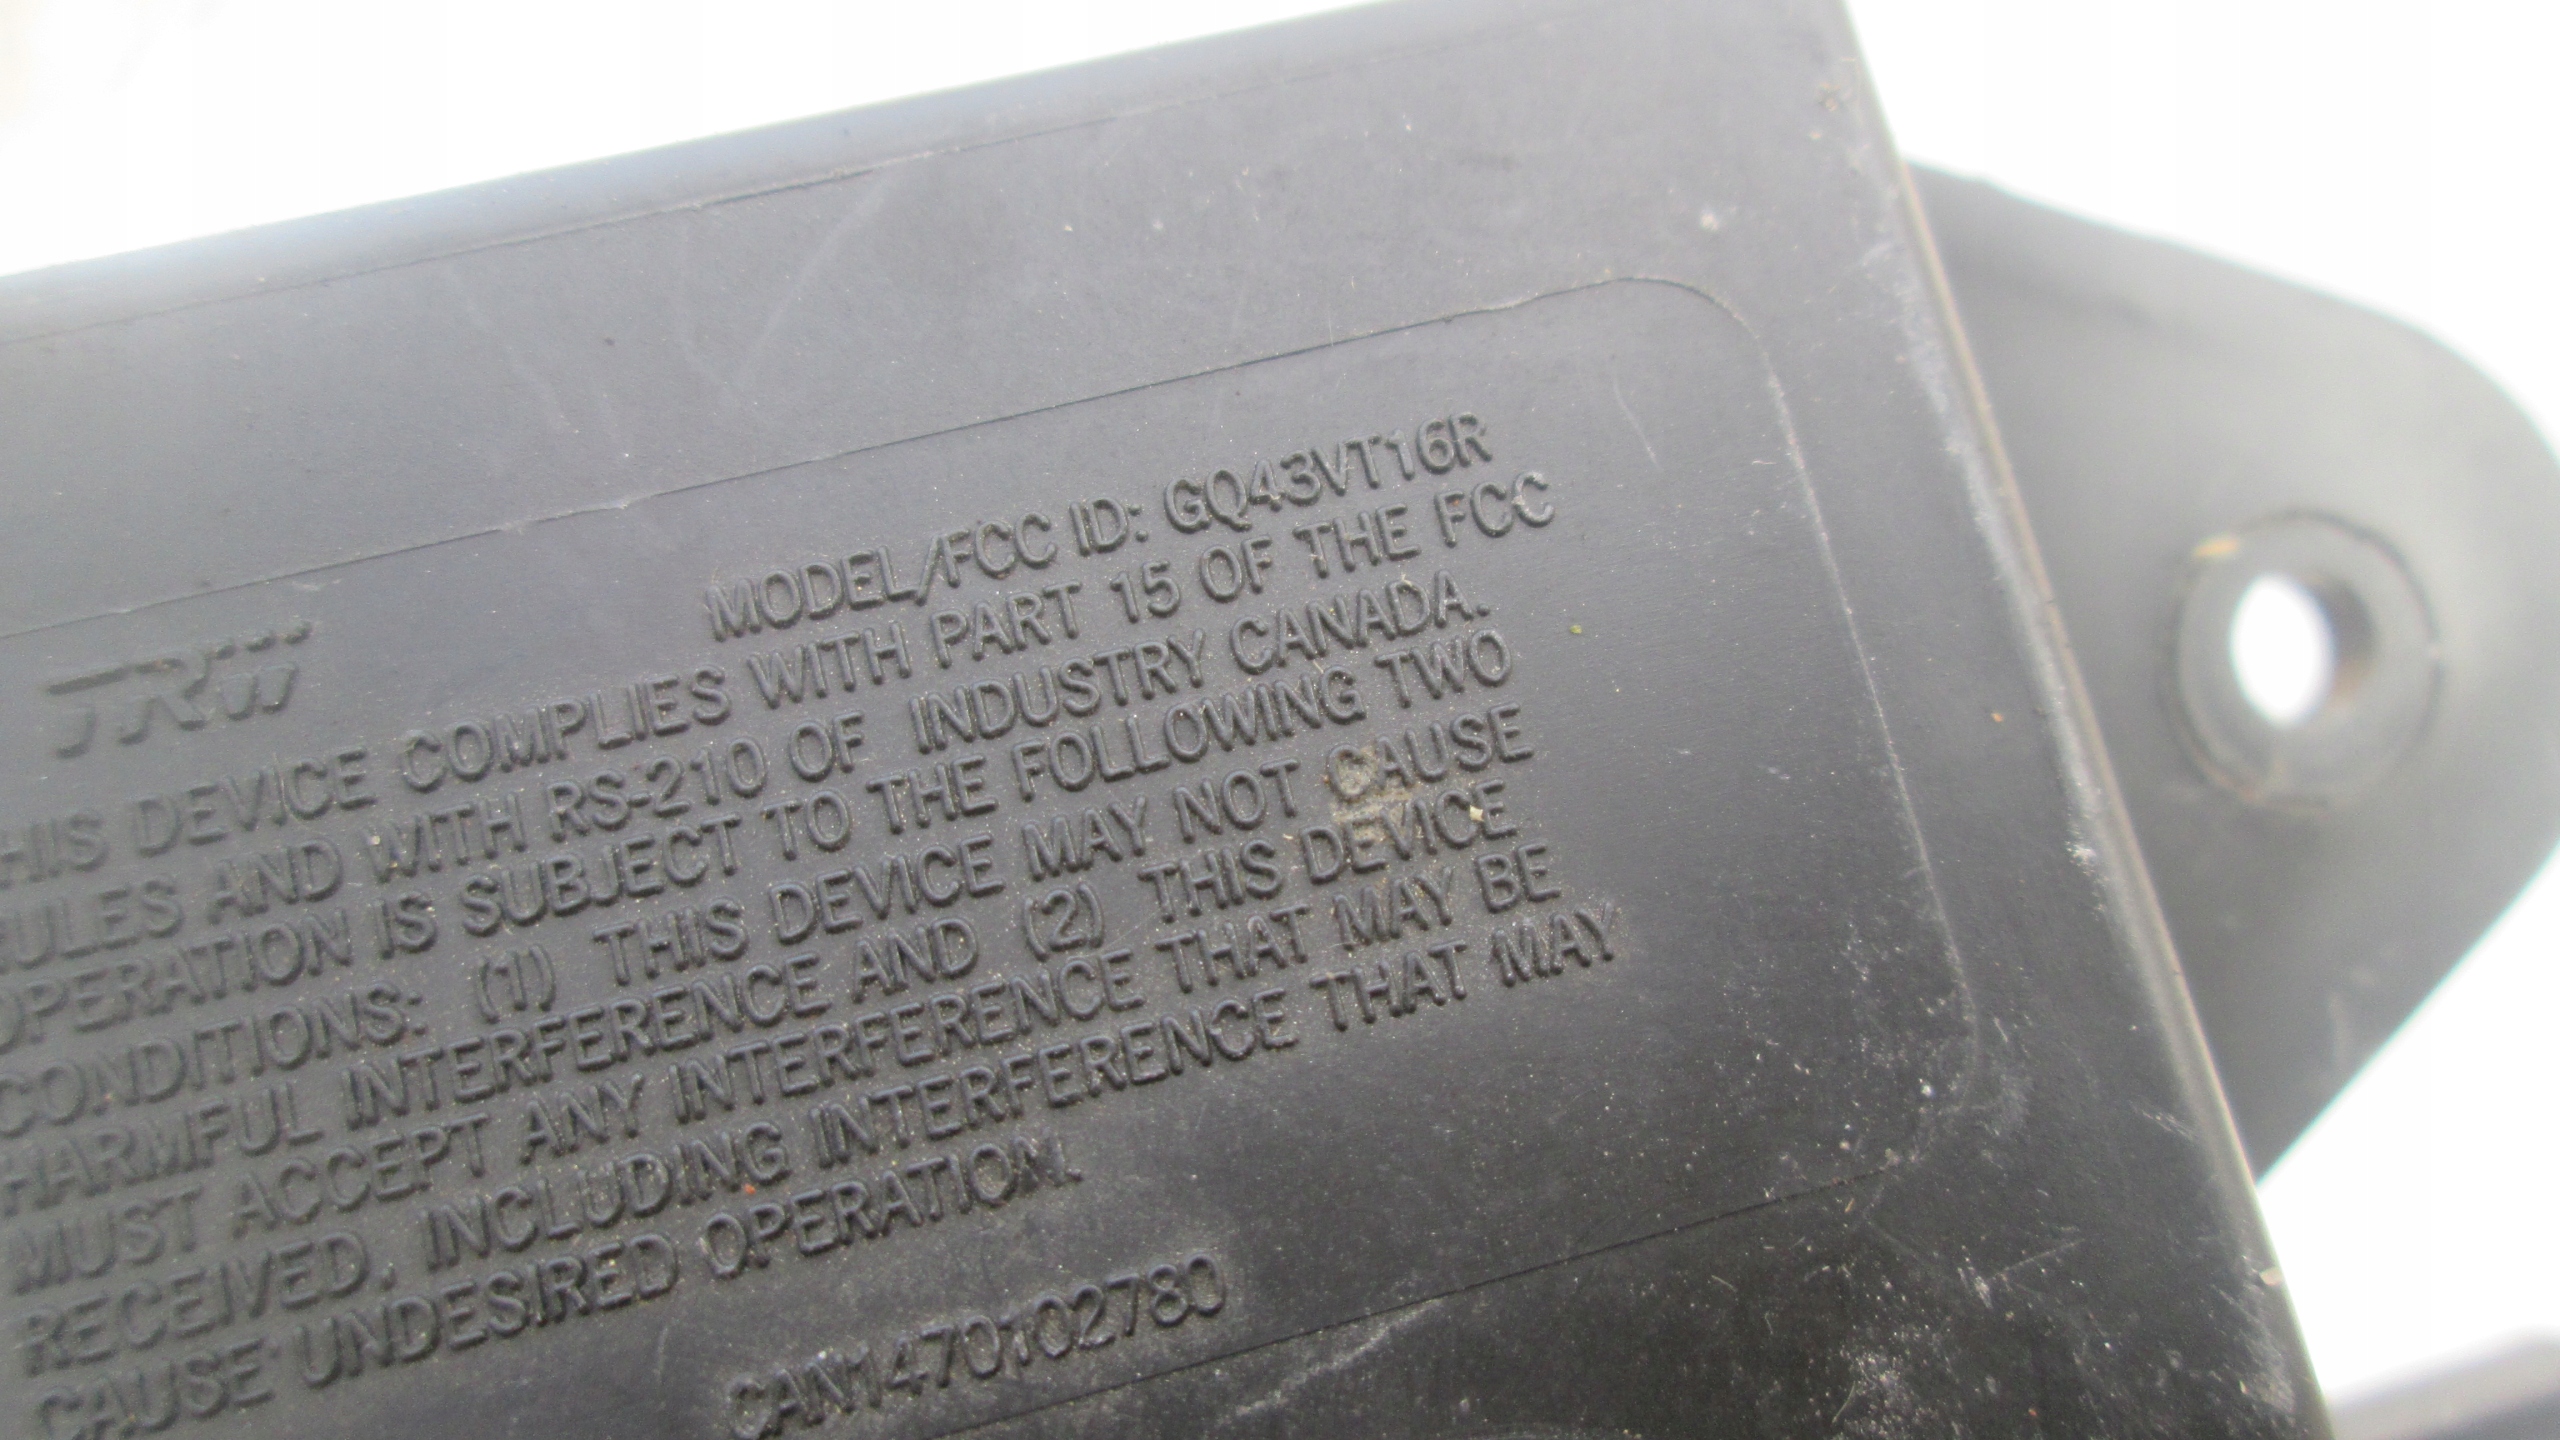 MODEL/FCC ID: GQ43VT16R
TRW
HIS DEVICE COMPLIES WITH PART 15 OF THE FCC
RULES AND WITH RS-210 OF INDUSTRY CANADA.
OPERATION IS SUBJECT TO THE FOLLOWING TWO
CONDITIONS: (1) THIS DEVICE MAY NOT CAUSE
HARMFUL INTERFERENCE AND (2) THIS DEVICE
MUST ACCEPT ANY INTERFERENCE THAT MAY BE
RECEIVED, INCLUDING INTERFERENCE THAT MAY
CAUSE UNDESIRED OPERATION.
CAN1470102780